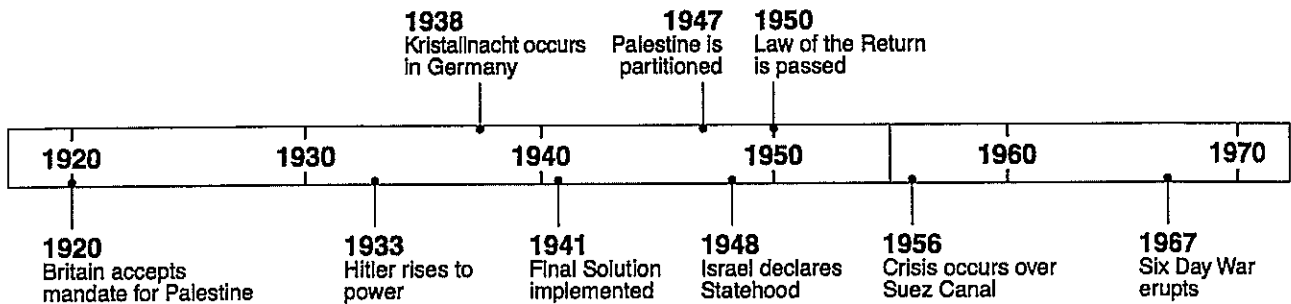 1938
Kristallnacht occurs
in Germany
1947
Palestine is
partitioned
1950
Law of the Return
is passed
1920
1930
1940
1950
1960
1970
1920
Britain accepts
mandate for Palestine
1933
Hitler rises to
power
1941
Final Solution
implemented
1948
Israel declares
Statehood
1956
Crisis occurs over
Suez Canal
1967
Six Day War
erupts